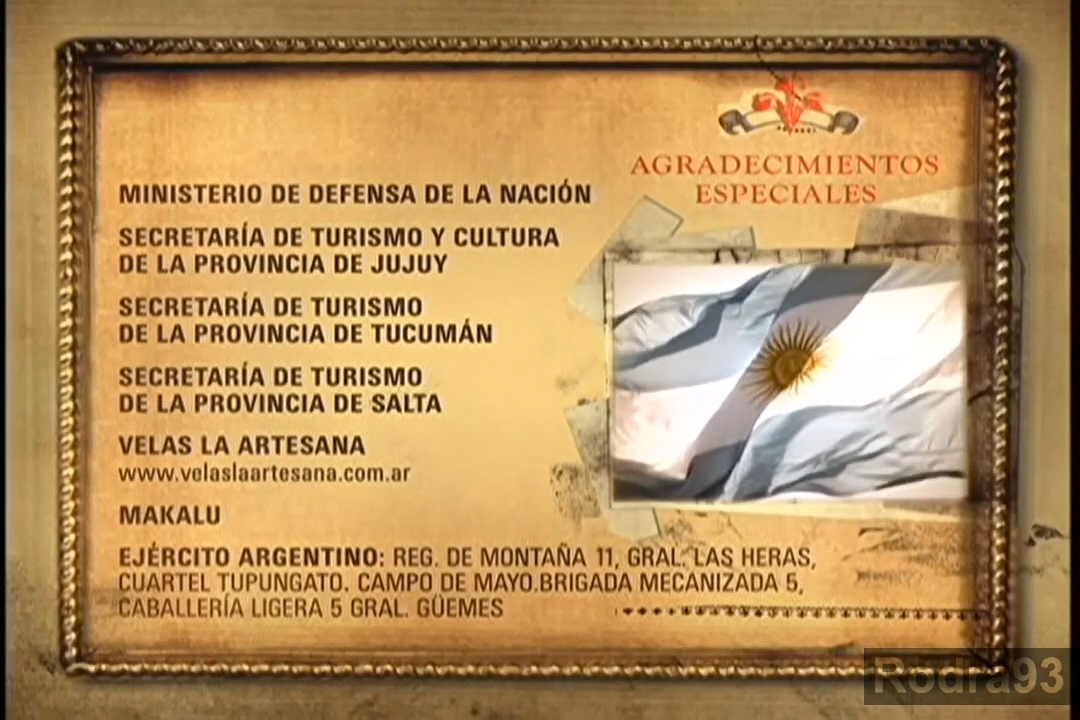 AGRADECIMIENTOS
ESPECIALES
MINISTERIO DE DEFENSA DE LA NACIÓN
SECRETARÍA DE TURISMO Y CULTURA
DE LA PROVINCIA DE JUJUY
SECRETARÍA DE TURISMO
DE LA PROVINCIA DE TUCUMÁN
SECRETARÍA DE TURISMO
DE LA PROVINCIA DE SALTA
VELAS LA ARTESANA
www.velaslaartesana.com.ar
MAKALU
EJÉRCITO ARGENTINO: REG. DE MONTAÑA 11, GRAL. LAS HERAS,
CUARTEL TUPUNGATO. CAMPO DE MAYO.BRIGADA MECANIZADA 5,
CABALLERÍA LIGERA 5 GRAL. GÜEMES
Rodra93